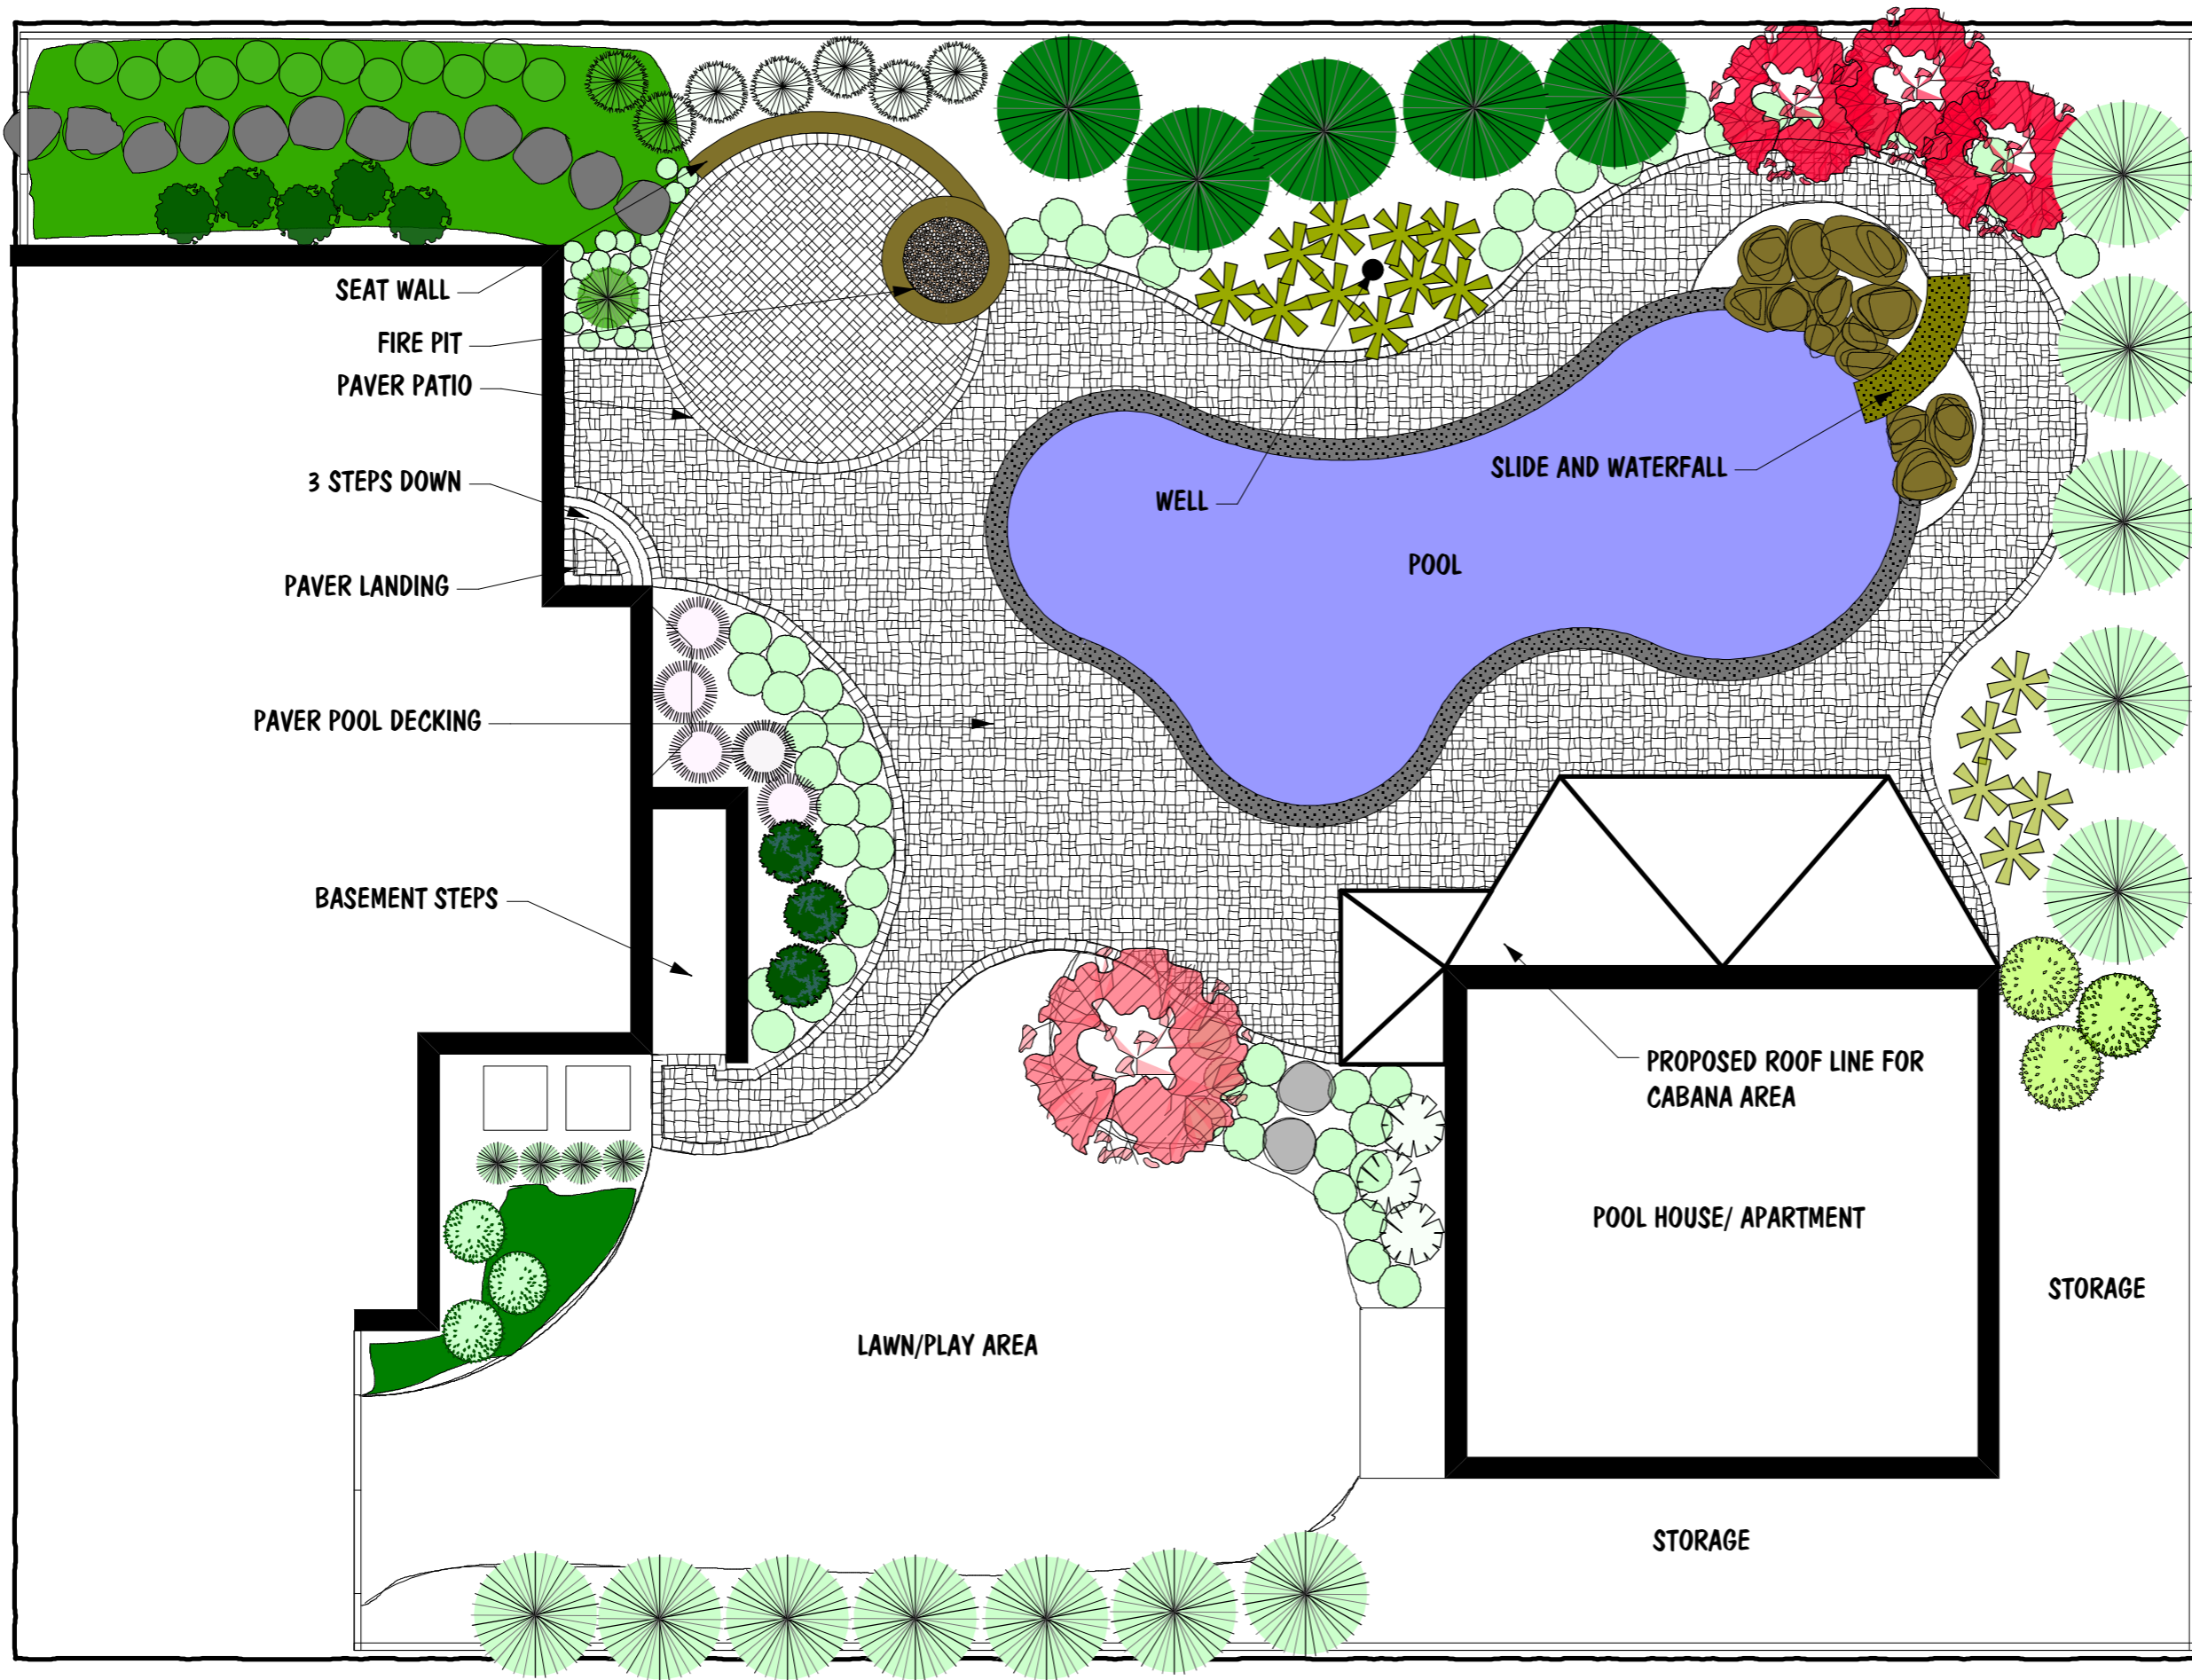 SEAT WALL
FIRE PIT
PAVER PATIO
3 STEPS DOWN
SLIDE AND WATERFALL
WELL
POOL
PAVER LANDING
PAVER POOL DECKING
BASEMENT STEPS
PROPOSED ROOF LINE FOR
CABANA AREA
POOL HOUSE/ APARTMENT
STORAGE
LAWN/PLAY AREA
STORAGE